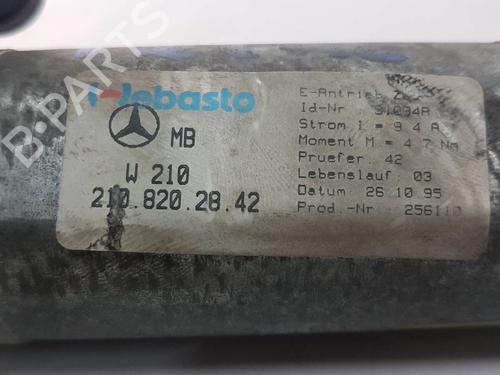 Webasto
MB
W 210
210.820.28.42
E-Antrieb
Id-Nr 91094A
Strom I = 9 4 A
Moment M = 4 7 Nm
Pruefer. 42
Lebenslauf. 03
Datum: 26.10.95
Prod.-Nr 256110
B-PARTS